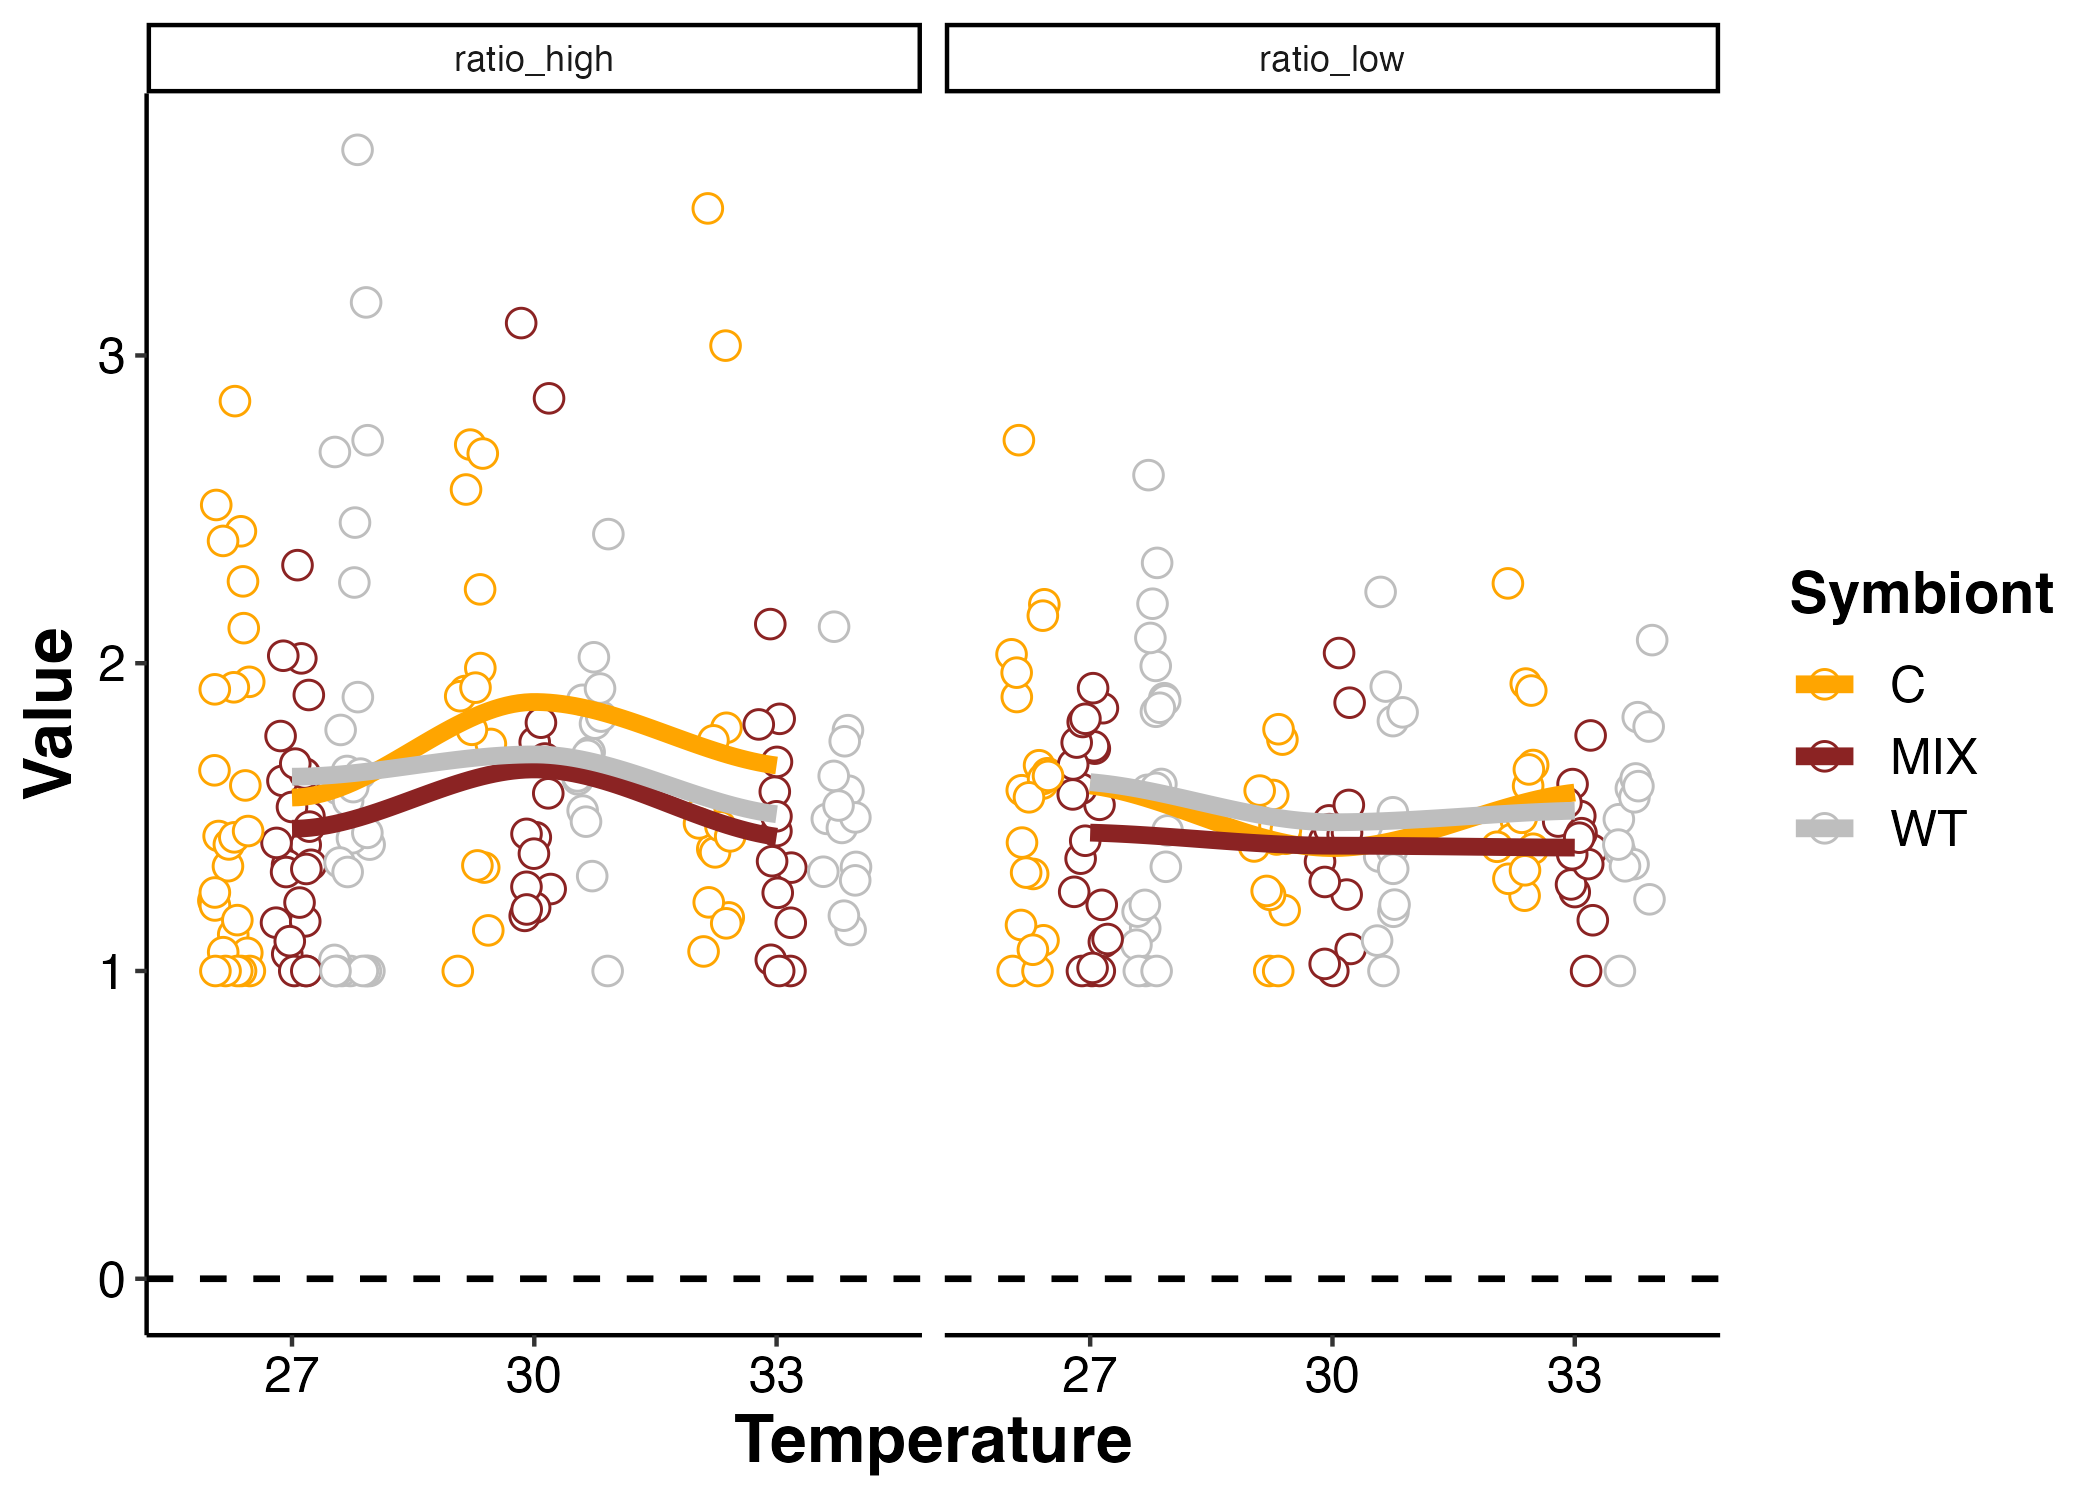 ratio_high
ratio_low
Value
3
2
1
0
27
30
33
27
30
33
Temperature
Symbiont
C
MIX
WT